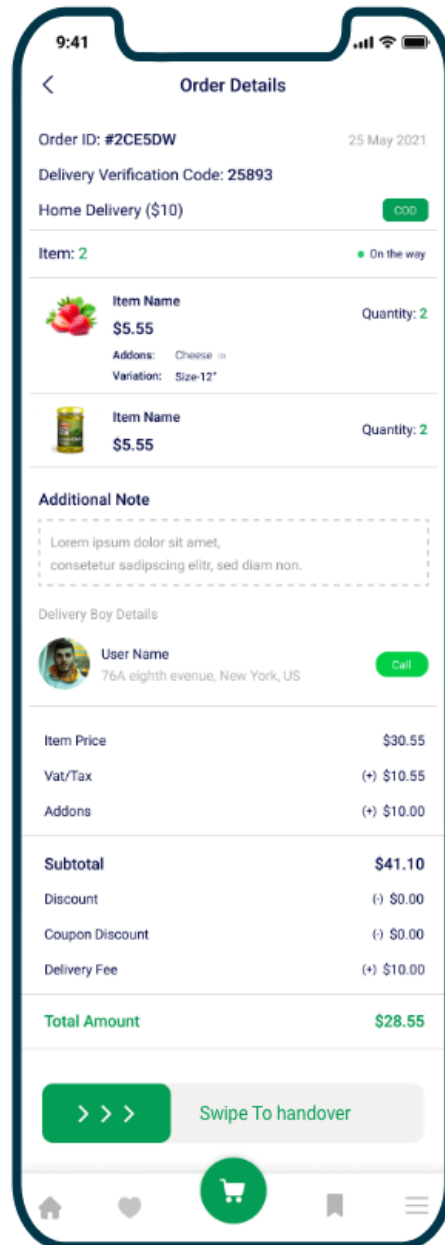 9:41
Order Details
Order ID: #2CE5DW 25 May 2021
Delivery Verification Code: 25893
Home Delivery ($10) COD
Item: 2 On the way
Item Name
$5.55 Quantity: 2
Addons: Cheese
Variation: Size-12"
Item Name
$5.55 Quantity: 2
Additional Note
Lorem ipsum dolor sit amet,
consetetur sadipscing elitr, sed diam non.
Delivery Boy Details
User Name
76A eighth evenue, New York, US Call
Item Price $30.55
Vat/Tax (+) $10.55
Addons (+) $10.00
Subtotal $41.10
Discount (-) $0.00
Coupon Discount (-) $0.00
Delivery Fee (+) $10.00
Total Amount $28.55
>>> Swipe To handover